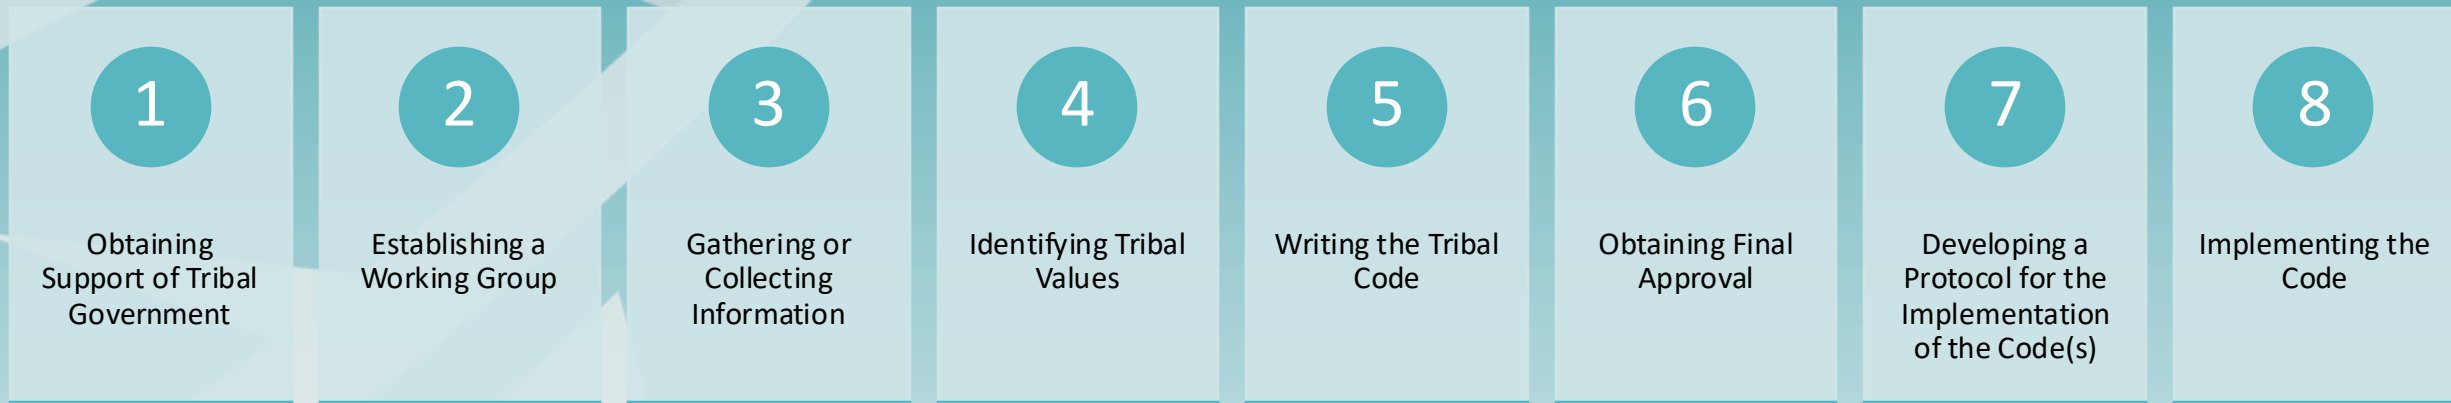 1
Obtaining
Support of Tribal
Government
2
Establishing a
Working Group
3
Gathering or
Collecting
Information
4
Identifying Tribal
Values
5
Writing the Tribal
Code
6
Obtaining Final
Approval
7
Developing a
Protocol for the
Implementation
of the Code(s)
8
Implementing the
Code